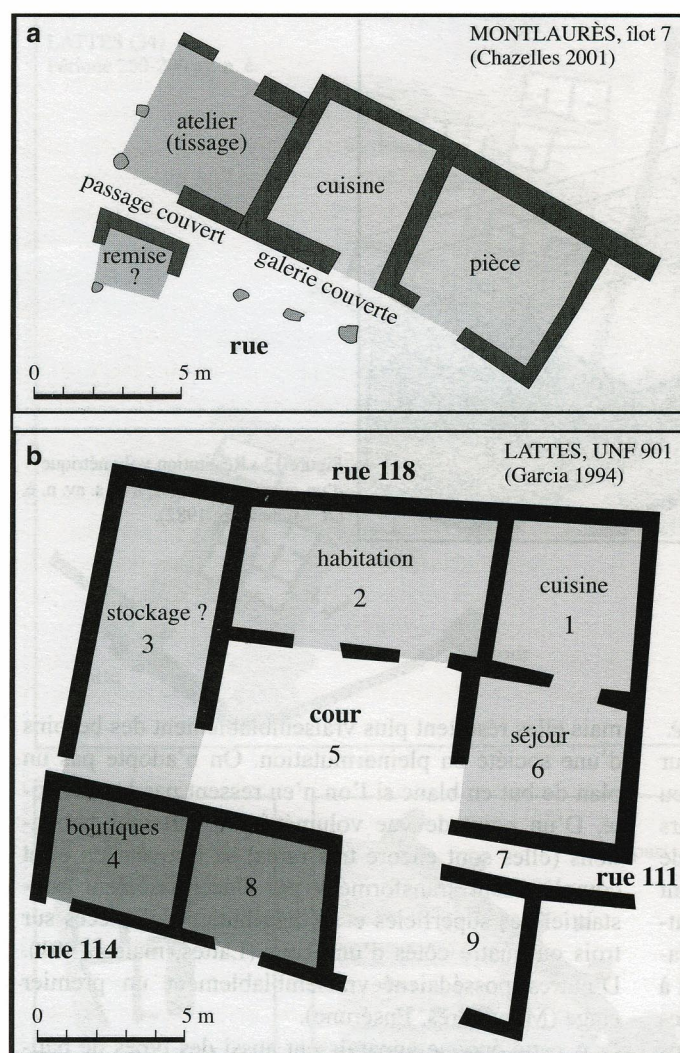 a
MONTLAURÈS, îlot 7
(Chazelles 2001)
atelier
(tissage)
cuisine
pièce
passage couvert
galerie couverte
remise
?
rue
0 5 m
b
LATTES, UNF 901
(Garcia 1994)
rue 118
habitation
2
cuisine
1
stockage ?
3
cour
5
séjour
6
boutiques
4
8
7
rue 111
9
rue 114
0 5 m